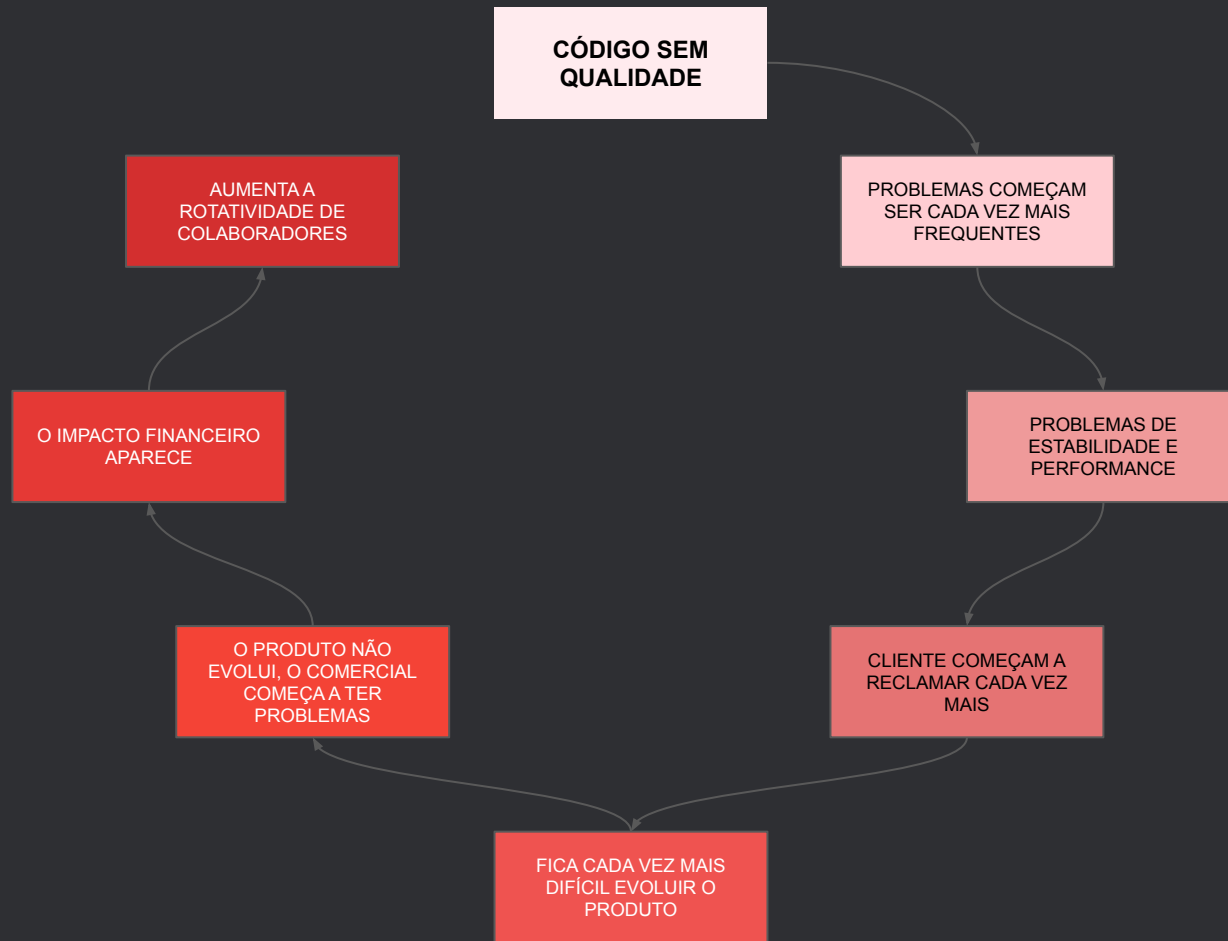 CÓDIGO SEM
QUALIDADE
PROBLEMAS COMEÇAM
SER CADA VEZ MAIS
FREQUENTES
PROBLEMAS DE
ESTABILIDADE E
PERFORMANCE
CLIENTE COMEÇAM A
RECLAMAR CADA VEZ
MAIS
FICA CADA VEZ MAIS
DIFÍCIL EVOLUIR O
PRODUTO
O PRODUTO NÃO
EVOLUI, O COMERCIAL
COMEÇA A TER
PROBLEMAS
O IMPACTO FINANCEIRO
APARECE
AUMENTA A
ROTATIVIDADE DE
COLABORADORES